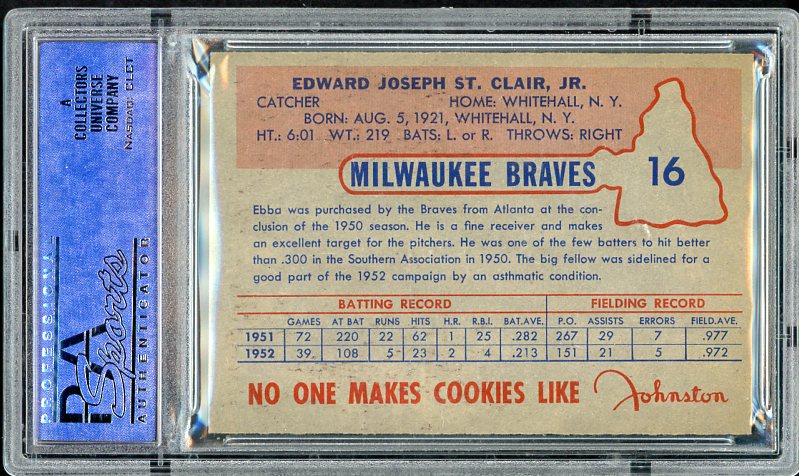 A
COLLECTORS
UNIVERSE
COMPANY
NASDAQ: CLCT
PROFESSIONAL
PSA
Sports
AUTHENTICATOR
EDWARD JOSEPH ST. CLAIR, JR.
CATCHER HOME: WHITEHALL, N. Y.
BORN: AUG. 5, 1921, WHITEHALL, N. Y.
HT.: 6:01 WT.: 219 BATS: L. or R. THROWS: RIGHT
MILWAUKEE BRAVES 16
Ebba was purchased by the Braves from Atlanta at the con-
clusion of the 1950 season. He is a fine receiver and makes
an excellent target for the pitchers. He was one of the few batters to hit better
than .300 in the Southern Association in 1950. The big fellow was sidelined for a
good part of the 1952 campaign by an asthmatic condition.
BATTING RECORD FIELDING RECORD
GAMES AT BAT RUNS HITS H.R. R.B.I. BAT.AVE. P.O. ASSISTS ERRORS FIELD.AVE.
1951 72 220 22 62 1 25 .282 267 29 7 .977
1952 39 108 5 23 2 4 .213 151 21 5 .972
NO ONE MAKES COOKIES LIKE Johnston